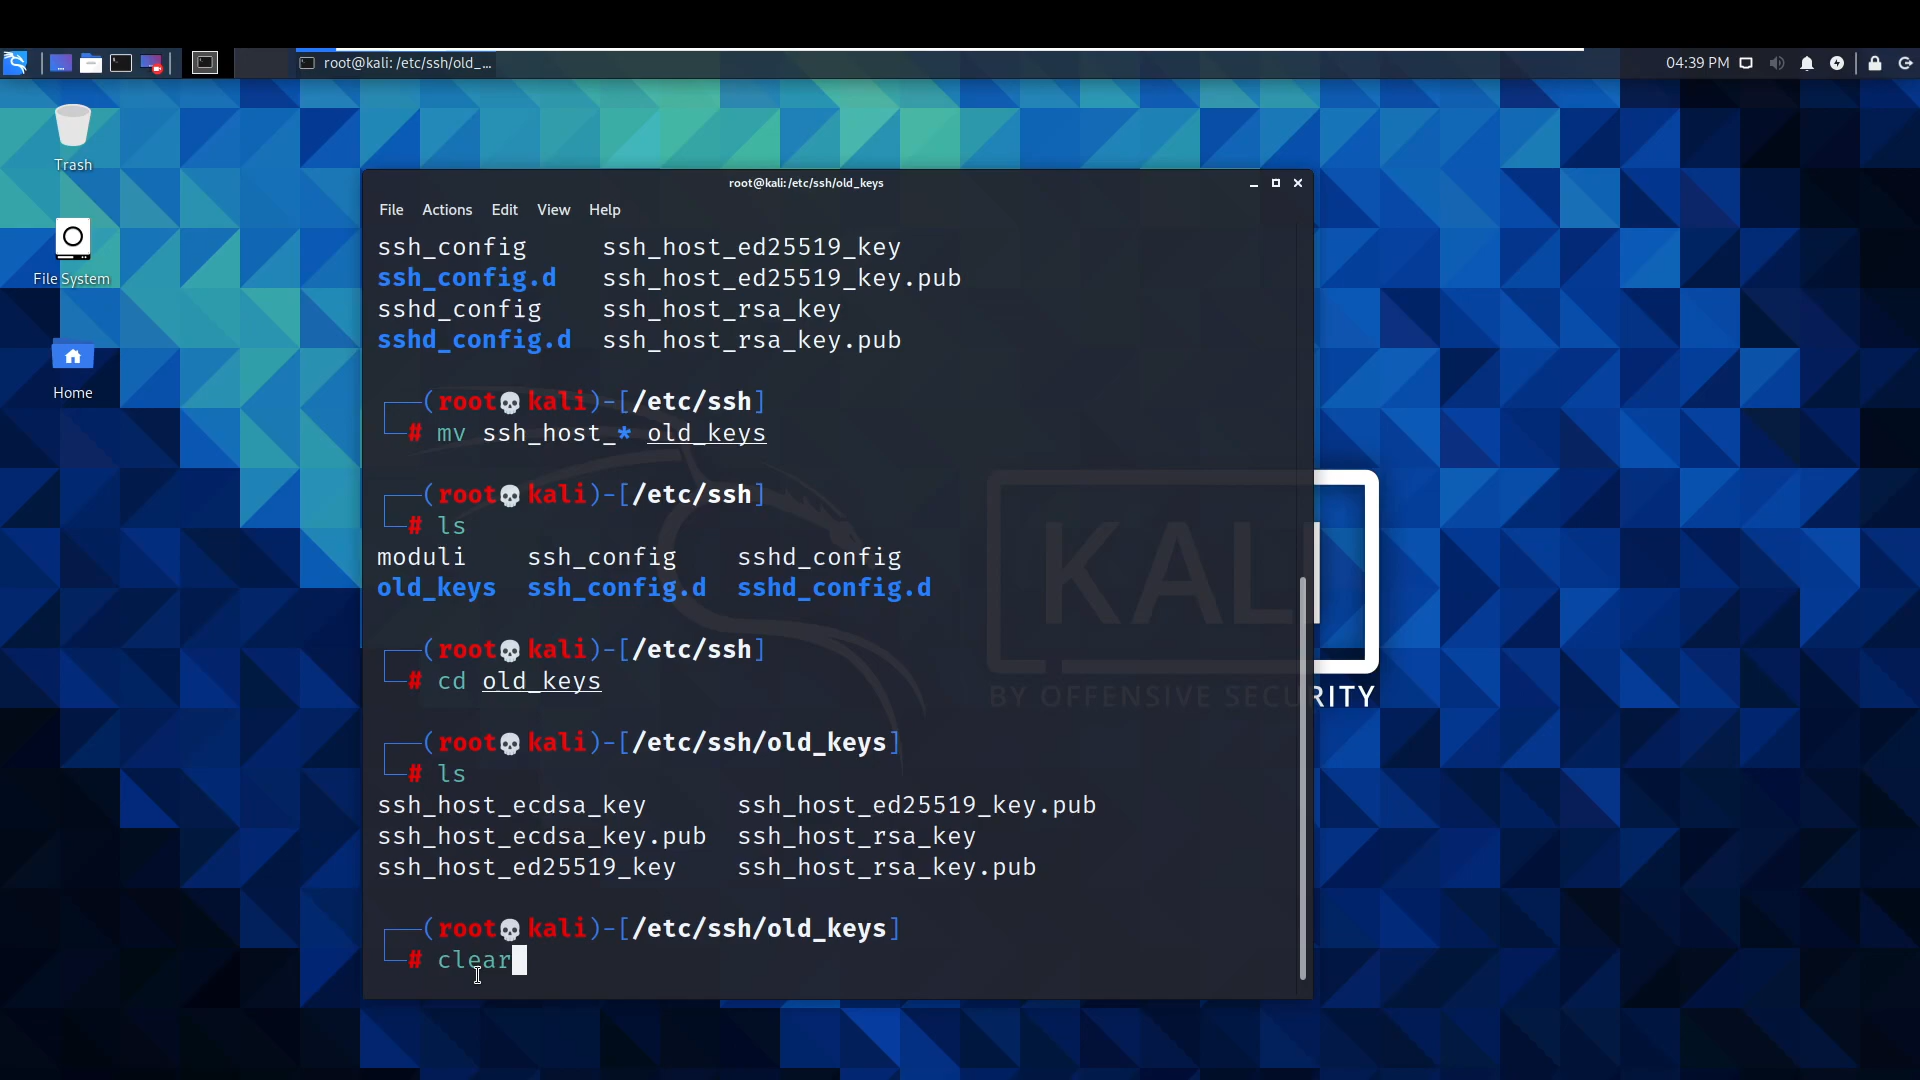 root@kali: /etc/ssh/old_...
04:39 PM
Trash
File System
Home
root@kali:/etc/ssh/old_keys
File Actions Edit View Help
ssh_config ssh_host_ed25519_key
ssh_config.d ssh_host_ed25519_key.pub
sshd_config ssh_host_rsa_key
sshd_config.d ssh_host_rsa_key.pub
(root💀kali)-[/etc/ssh]
# mv ssh_host_* old_keys
(root💀kali)-[/etc/ssh]
# ls
moduli ssh_config sshd_config
old_keys ssh_config.d sshd_config.d
(root💀kali)-[/etc/ssh]
# cd old_keys
(root💀kali)-[/etc/ssh/old_keys]
# ls
ssh_host_ecdsa_key ssh_host_ed25519_key.pub
ssh_host_ecdsa_key.pub ssh_host_rsa_key
ssh_host_ed25519_key ssh_host_rsa_key.pub
(root💀kali)-[/etc/ssh/old_keys]
# clear
KALI
BY OFFENSIVE SECURITY